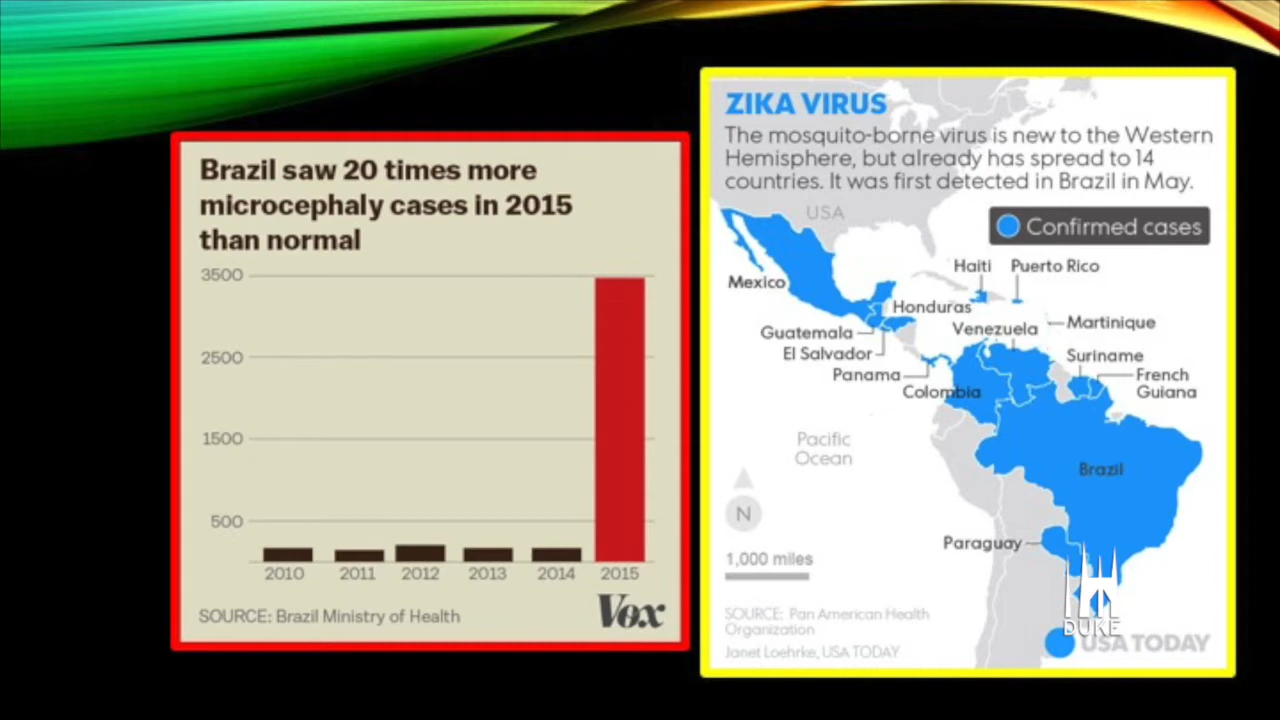 Brazil saw 20 times more
microcephaly cases in 2015
than normal
3500
2500
1500
500
2010 2011 2012 2013 2014 2015
SOURCE: Brazil Ministry of Health
Vox
ZIKA VIRUS
The mosquito-borne virus is new to the Western
Hemisphere, but already has spread to 14
countries. It was first detected in Brazil in May.
USA
Confirmed cases
Haiti
Puerto Rico
Mexico
Honduras
Martinique
Guatemala
Venezuela
El Salvador
Suriname
Panama
French
Guiana
Colombia
Pacific
Ocean
Brazil
N
Paraguay
1,000 miles
SOURCE: Pan American Health
Organization
Janet Loehrke, USA TODAY
DUKE
USA TODAY